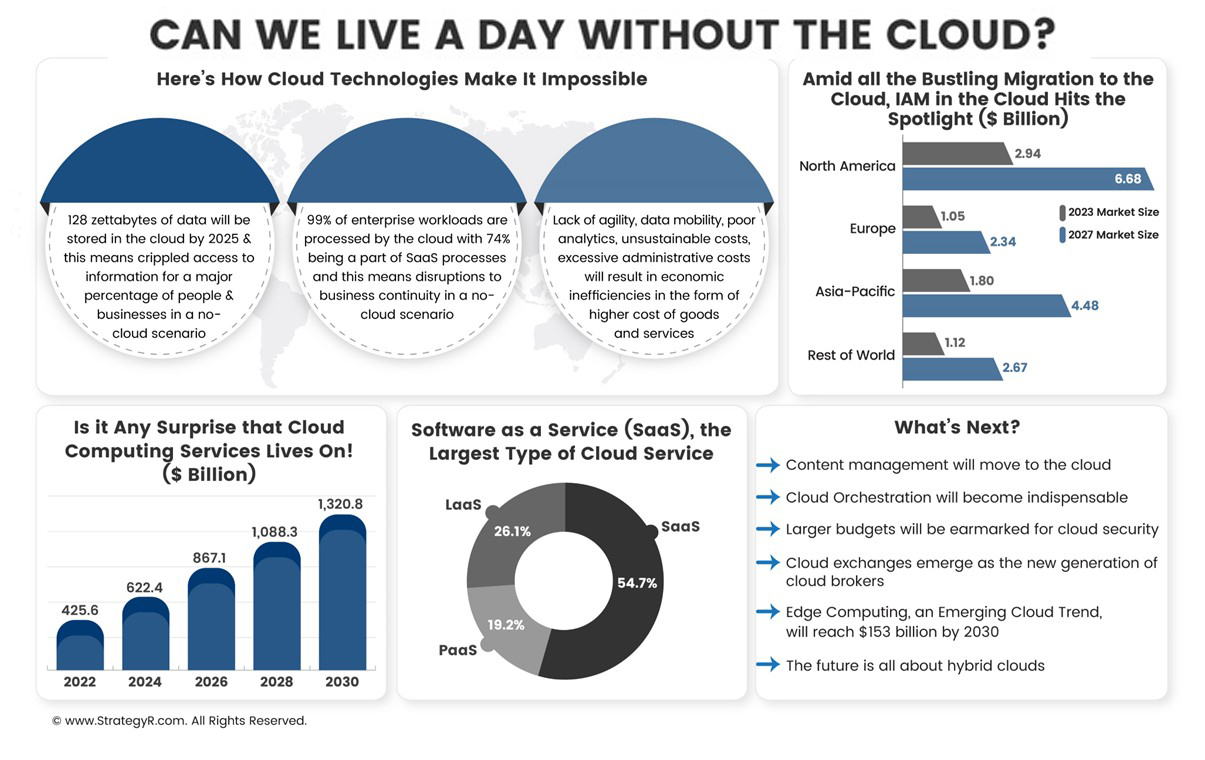 CAN WE LIVE A DAY WITHOUT THE CLOUD?
Here's How Cloud Technologies Make It Impossible
128 zettabytes of data will be
stored in the cloud by 2025 &
this means crippled access to
information for a major
percentage of people &
businesses in a no-
cloud scenario
99% of enterprise workloads are
processed by the cloud with 74%
being a part of SaaS processes
and this means disruptions to
business continuity in a no-
cloud scenario
Lack of agility, data mobility, poor
analytics, unsustainable costs,
excessive administrative costs
will result in economic
inefficiencies in the form of
higher cost of goods
and services
Amid all the Bustling Migration to the
Cloud, IAM in the Cloud Hits the
Spotlight ($ Billion)
North America
2.94
6.68
Europe
1.05
2.34
2023 Market Size
2027 Market Size
Asia-Pacific
1.80
4.48
Rest of World
1.12
2.67
Is it Any Surprise that Cloud
Computing Services Lives On!
($ Billion)
425.6
622.4
867.1
1,088.3
1,320.8
2022
2024
2026
2028
2030
Software as a Service (SaaS), the
Largest Type of Cloud Service
LaaS
26.1%
SaaS
54.7%
19.2%
PaaS
What's Next?
Content management will move to the cloud
Cloud Orchestration will become indispensable
Larger budgets will be earmarked for cloud security
Cloud exchanges emerge as the new generation of
cloud brokers
Edge Computing, an Emerging Cloud Trend,
will reach $153 billion by 2030
The future is all about hybrid clouds
© www.StrategyR.com. All Rights Reserved.